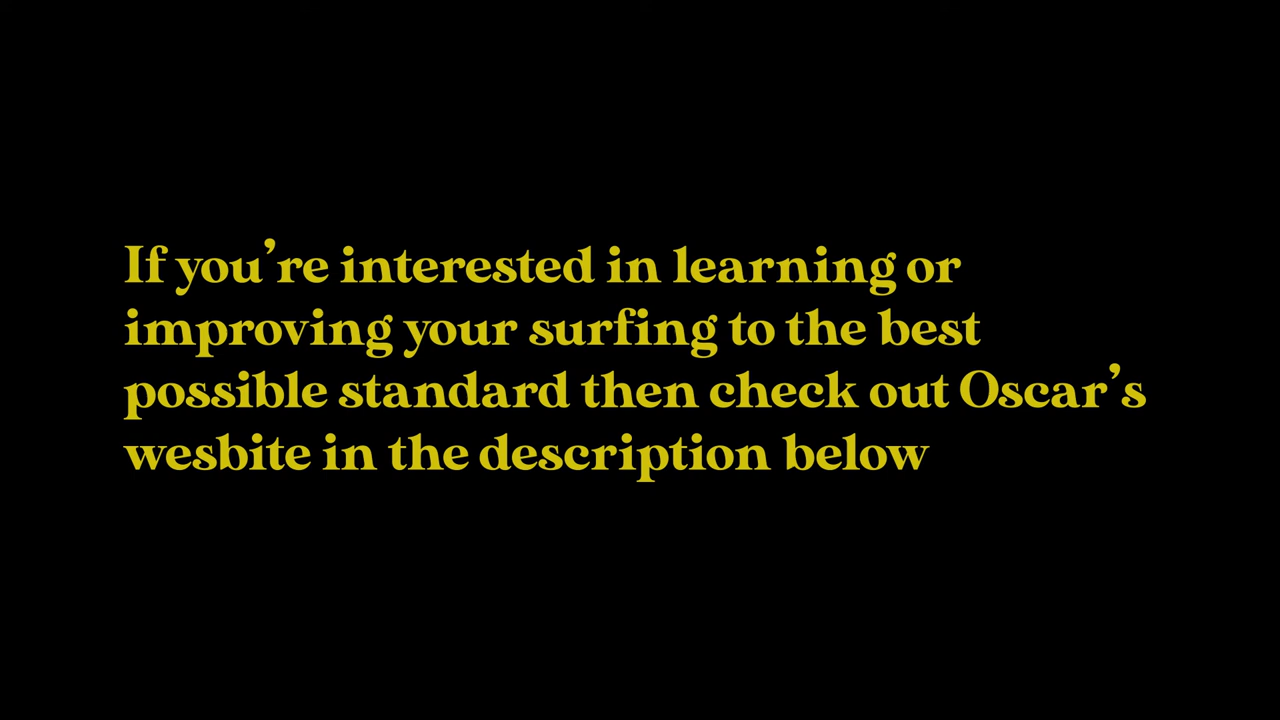 If you’re interested in learning or
improving your surfing to the best
possible standard then check out Oscar’s
wesbite in the description below